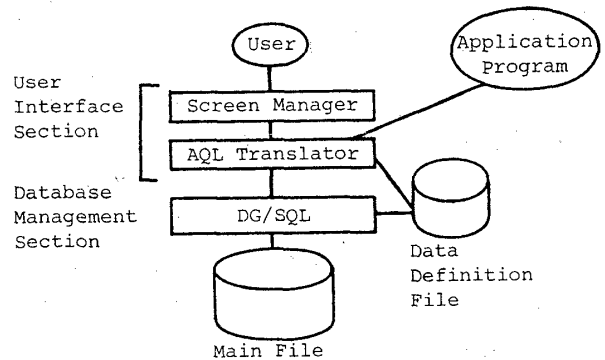 User
Application
Program
User
Interface
Section
Screen Manager
AQL Translator
Database
Management
Section
DG/SQL
Data
Definition
File
Main File